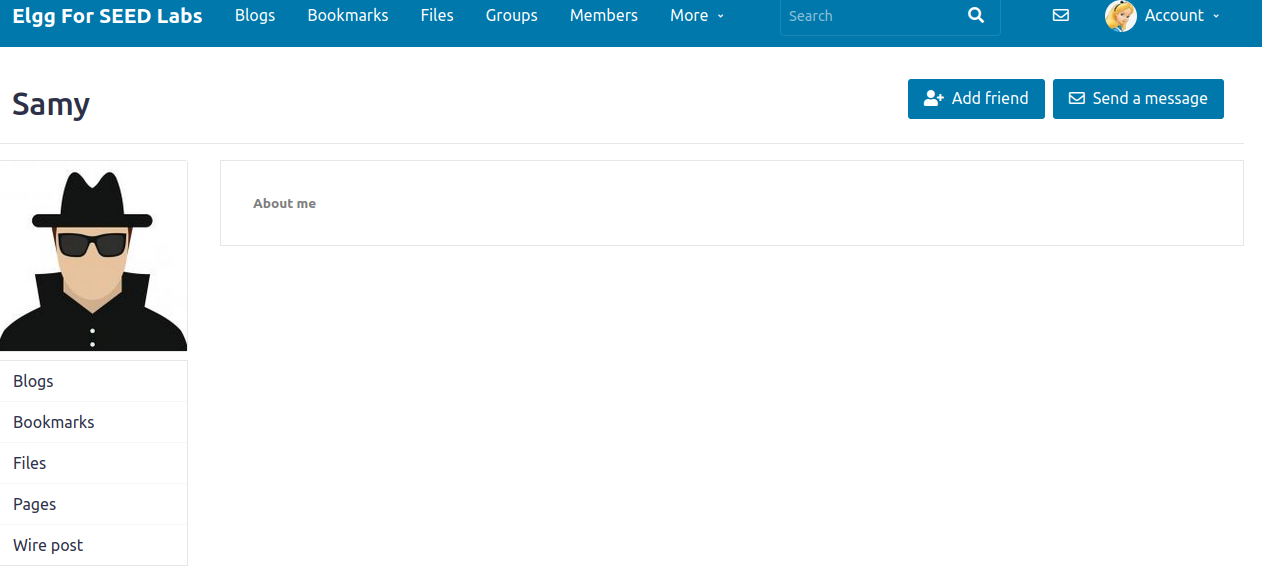 Elgg For SEED Labs Blogs Bookmarks Files Groups Members More Search Account
Samy
Add friend
Send a message
About me
Blogs
Bookmarks
Files
Pages
Wire post